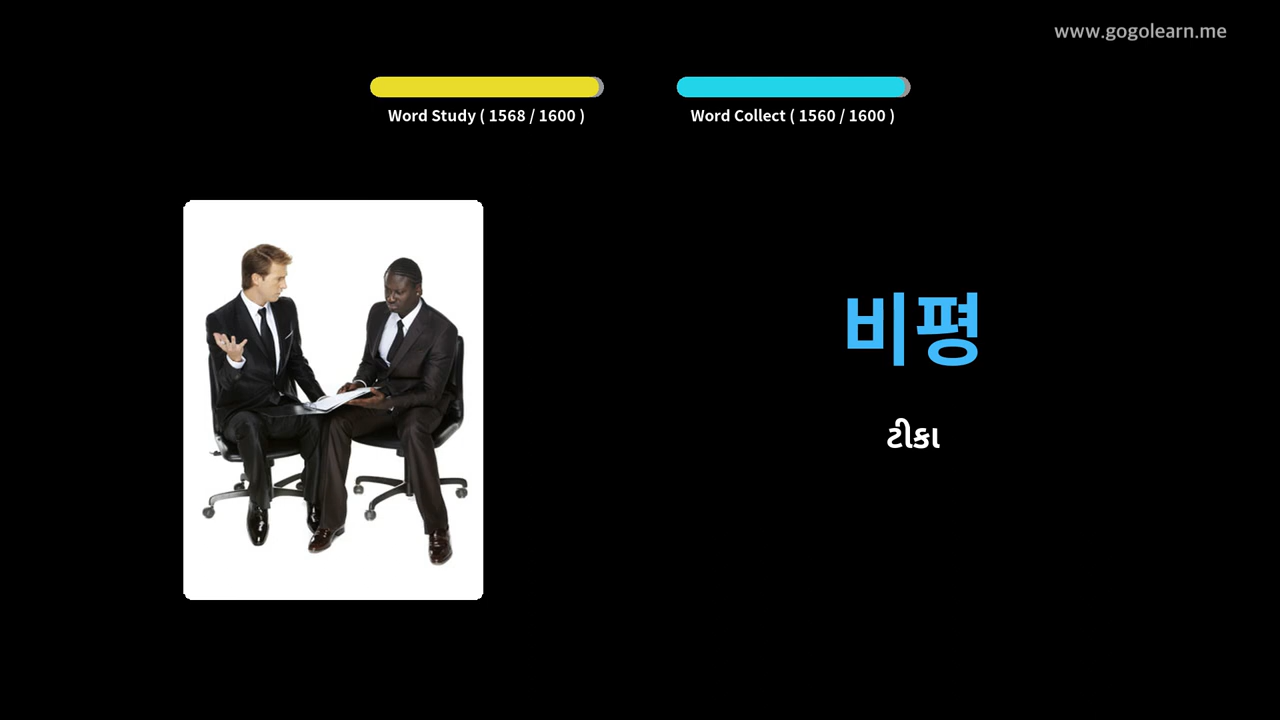 www.gogolearn.me
Word Study ( 1568 / 1600 )
Word Collect ( 1560 / 1600 )
비평
ટીકા